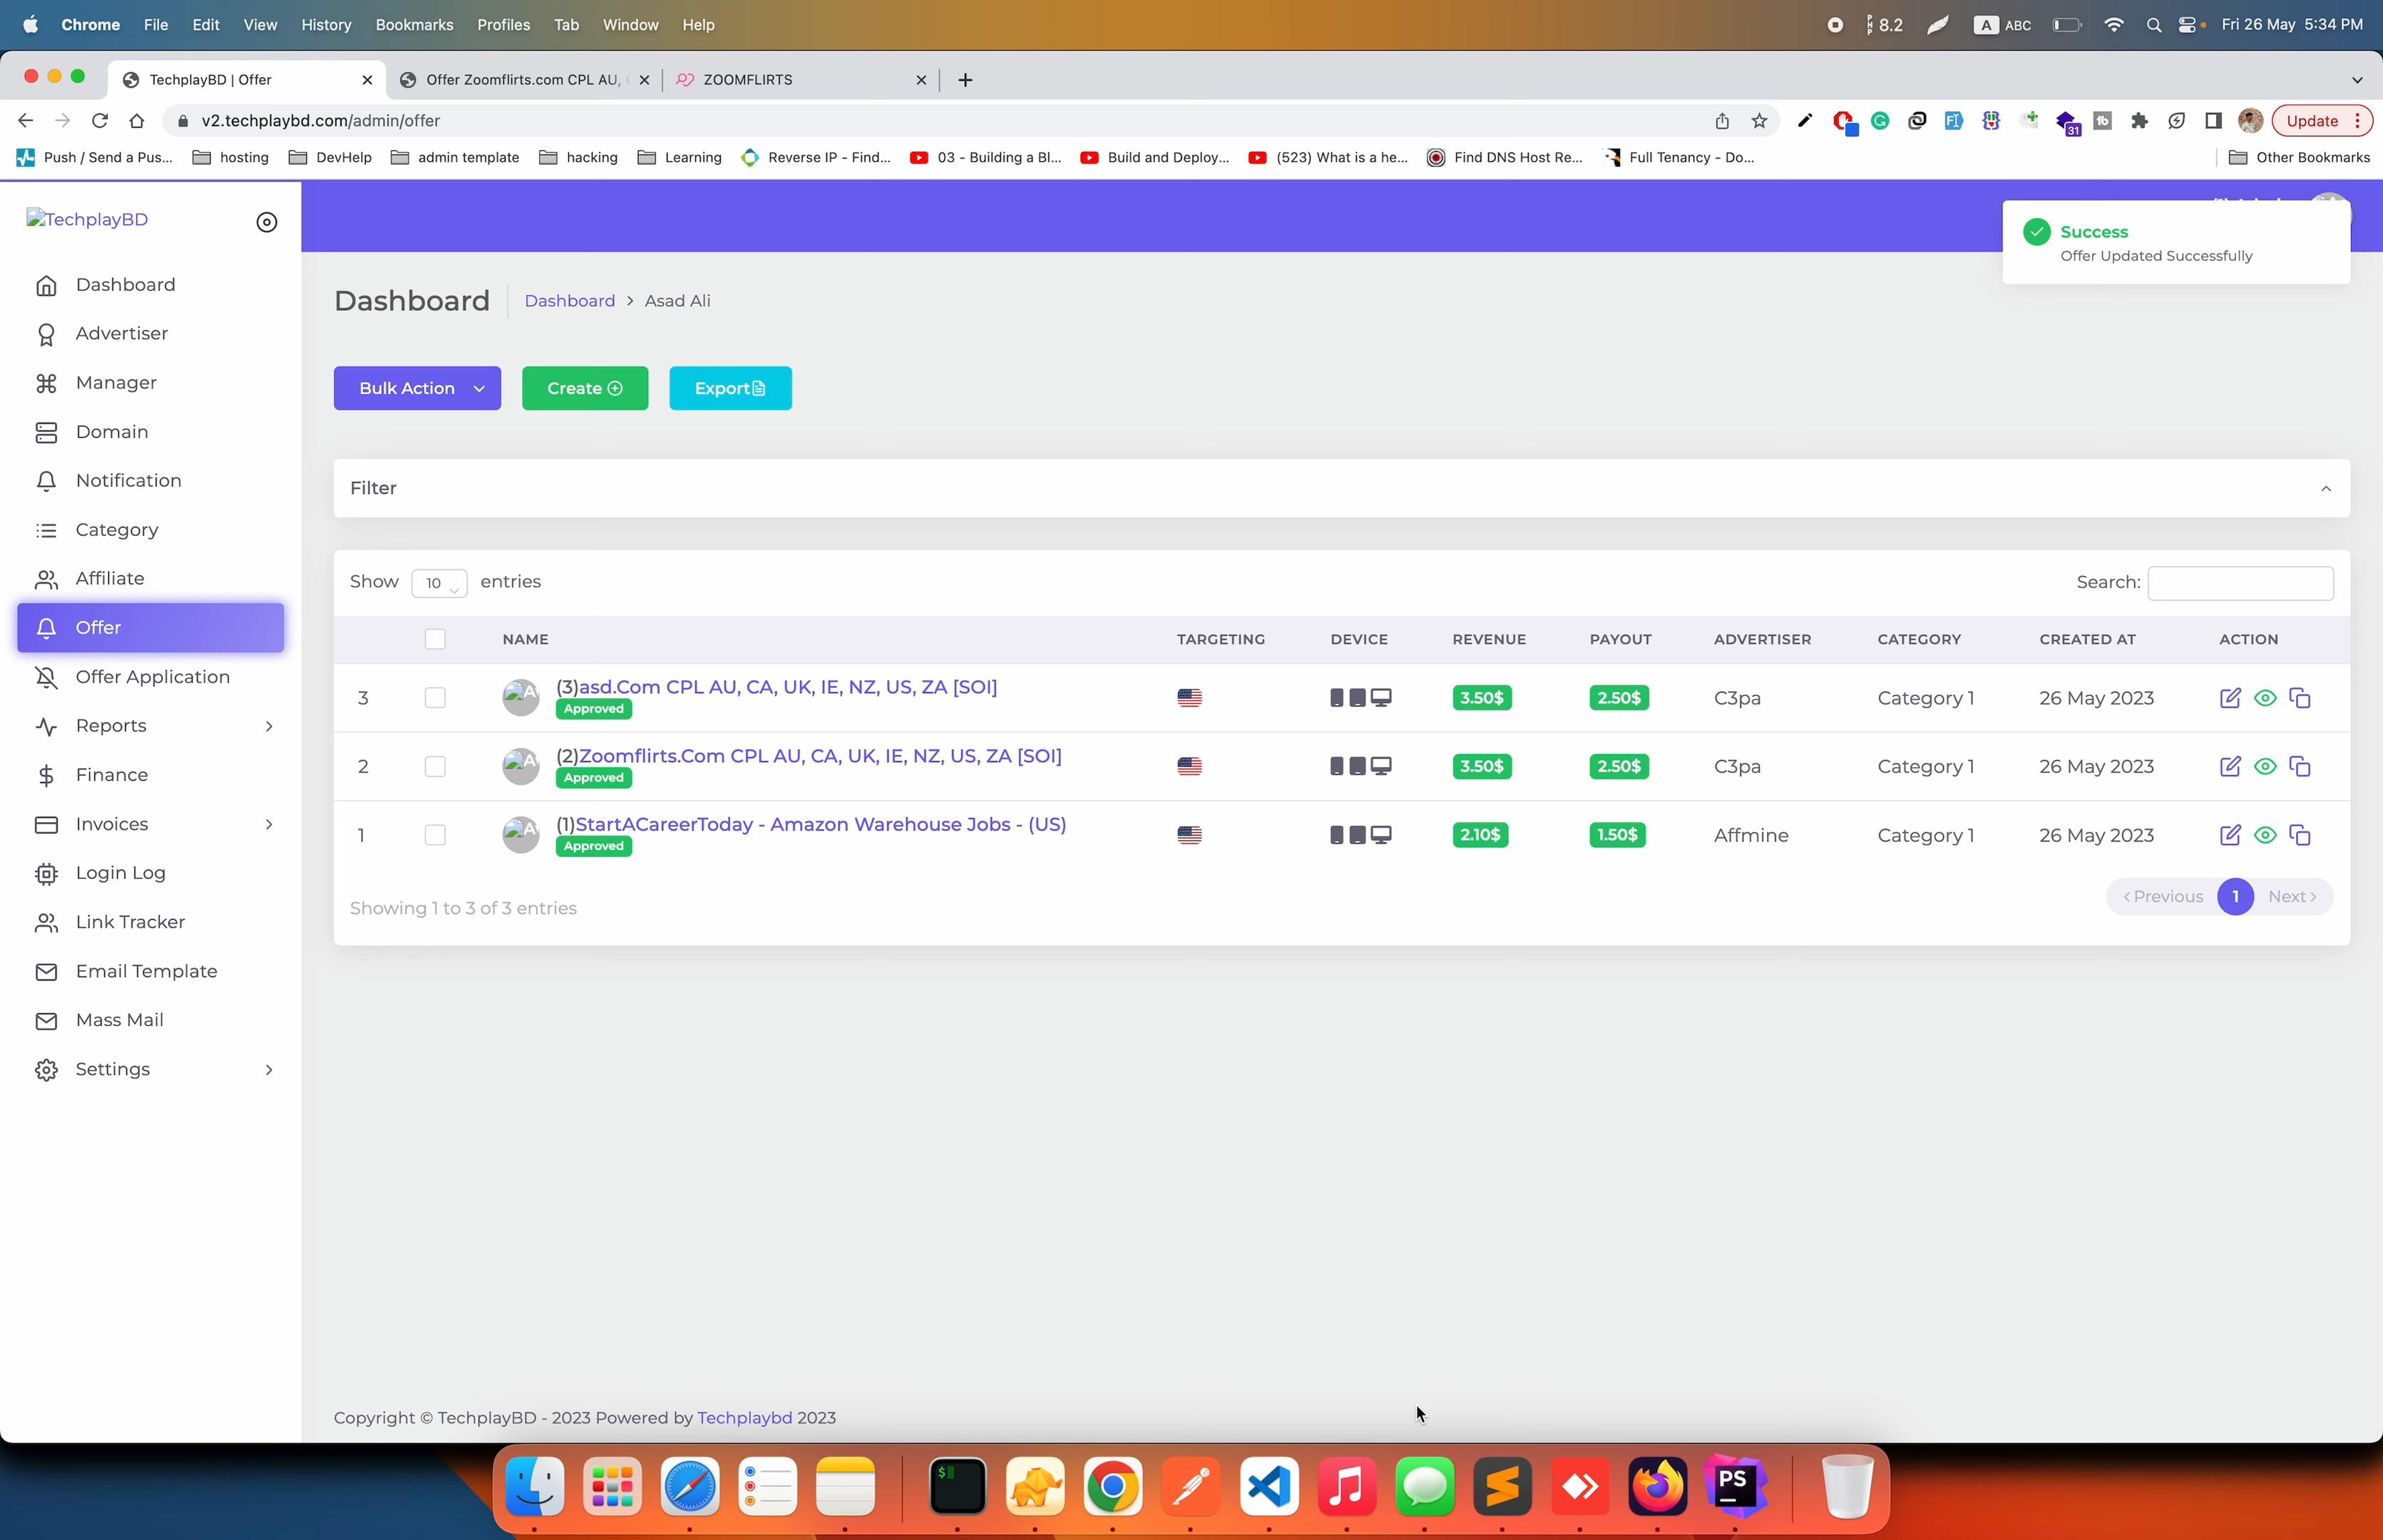 Chrome File Edit View History Bookmarks Profiles Tab Window Help 8.2 A ABC Fri 26 May 5:34 PM
TechplayBD | Offer Offer Zoomflirts.com CPL AU, ZOOMFLIRTS
v2.techplaybd.com/admin/offer 31 Update
Push / Send a Pus... hosting DevHelp admin template hacking Learning Reverse IP - Find... 03 - Building a Bl... Build and Deploy... (523) What is a he... Find DNS Host Re... Full Tenancy - Do... Other Bookmarks
TechplayBD
Success
Offer Updated Successfully
Dashboard
Advertiser
Manager
Domain
Notification
Category
Affiliate
Offer
Offer Application
Reports
Finance
Invoices
Login Log
Link Tracker
Email Template
Mass Mail
Settings
Dashboard Dashboard > Asad Ali
Bulk Action Create Export
Filter
Show 10 entries Search:
NAME TARGETING DEVICE REVENUE PAYOUT ADVERTISER CATEGORY CREATED AT ACTION
3 (3)asd.Com CPL AU, CA, UK, IE, NZ, US, ZA [SOI] 3.50$ 2.50$ C3pa Category 1 26 May 2023
Approved
2 (2)Zoomflirts.Com CPL AU, CA, UK, IE, NZ, US, ZA [SOI] 3.50$ 2.50$ C3pa Category 1 26 May 2023
Approved
1 (1)StartACareerToday - Amazon Warehouse Jobs - (US) 2.10$ 1.50$ Affmine Category 1 26 May 2023
Approved
Showing 1 to 3 of 3 entries Previous 1 Next
Copyright © TechplayBD - 2023 Powered by Techplaybd 2023
PS